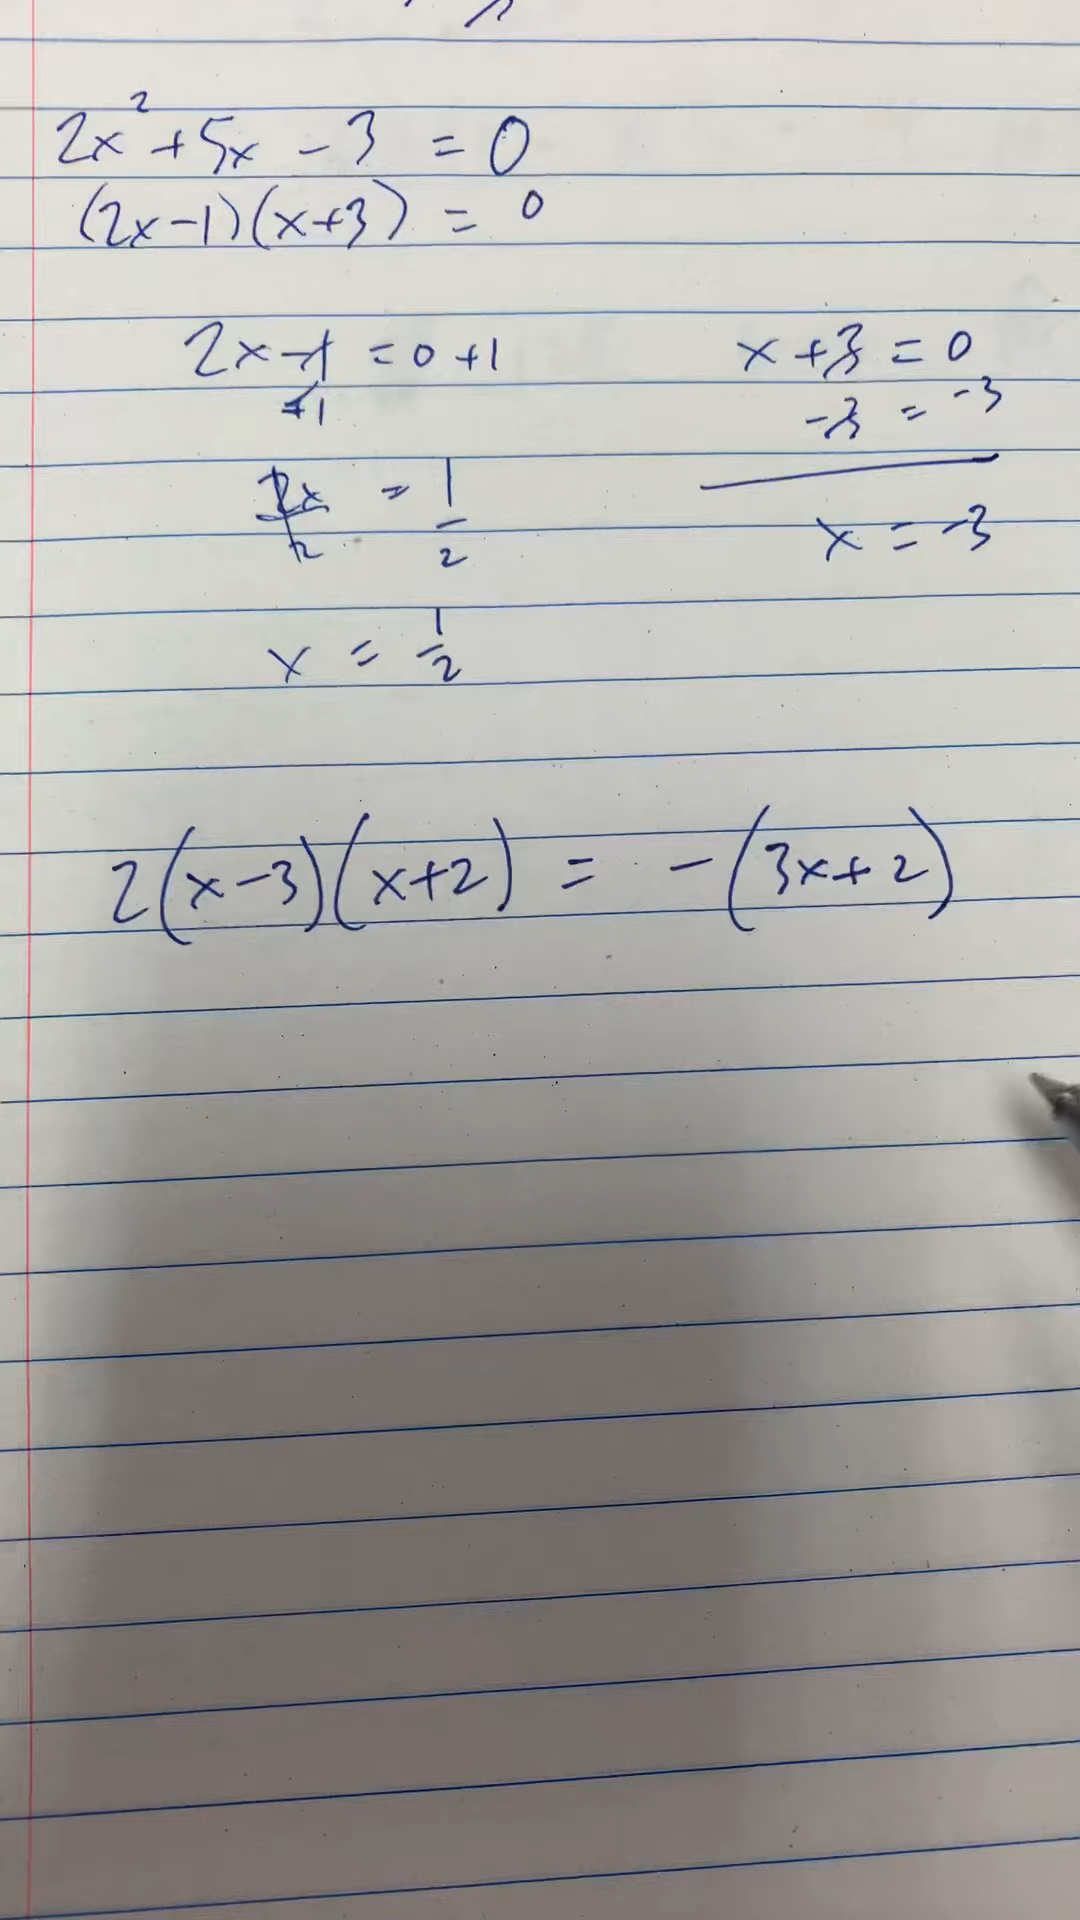 2x² + 5x - 3 = 0
(2x-1)(x+3) = 0
2x - 1 = 0 + 1
x + 3 = 0
+1
-3 = -3
2x/2 = 1/2
x = -3
x = 1/2
2(x-3)(x+2) = -(3x+2)